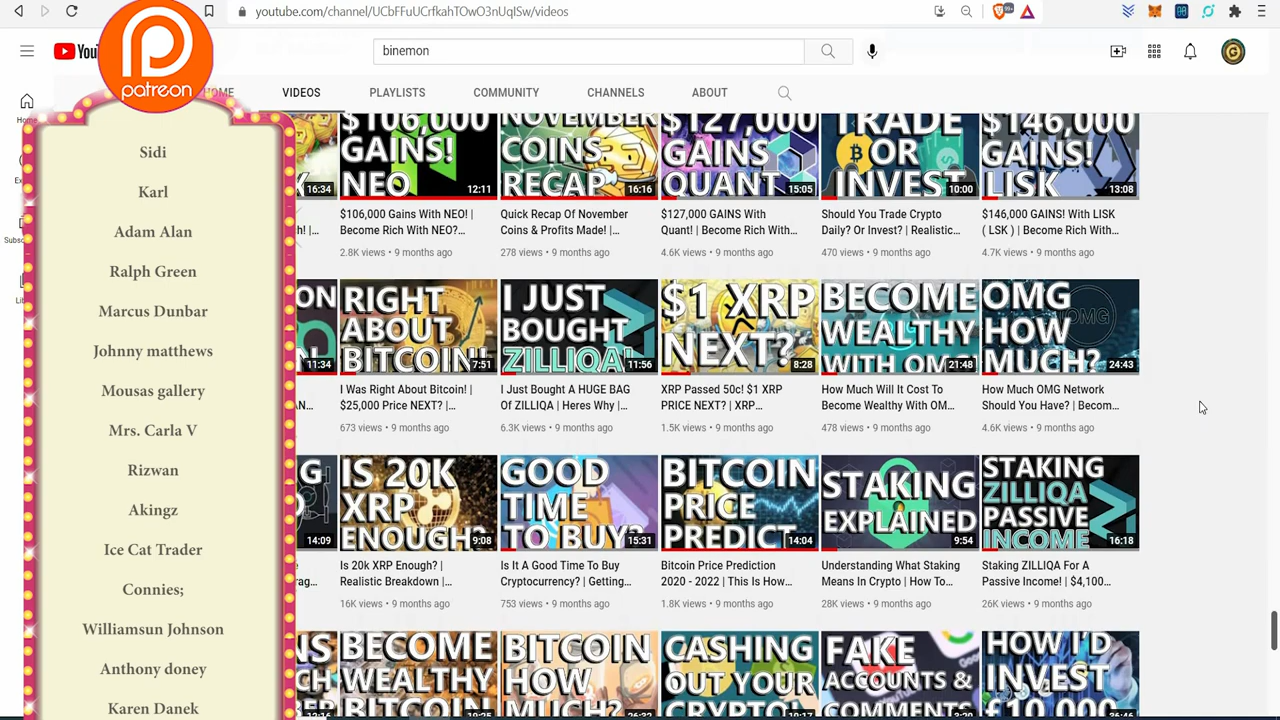 youtube.com/channel/UCbFFuUCrfkahTOwO3nUqISw/videos
99+
You
binemon
patreon
HOME
VIDEOS
PLAYLISTS
COMMUNITY
CHANNELS
ABOUT
Sidi
Karl
Adam Alan
Ralph Green
Marcus Dunbar
Johnny matthews
Mousas gallery
Mrs. Carla V
Rizwan
Akingz
Ice Cat Trader
Connies;
Williamsun Johnson
Anthony doney
Karen Danek
16:34
$106,000
GAINS!
NEO
12:11
NOVEMBER
COINS
RECAP
16:16
$127,000
GAINS
QUANT
15:05
TRADE
OR
INVEST
10:00
$146,000
GAINS!
LISK
13:08
$106,000 Gains With NEO! |
Become Rich With NEO?...
2.8K views • 9 months ago
Quick Recap Of November
Coins & Profits Made! |...
278 views • 9 months ago
$127,000 GAINS With
Quant! | Become Rich With...
4.6K views • 9 months ago
Should You Trade Crypto
Daily? Or Invest? | Realistic...
470 views • 9 months ago
$146,000 GAINS! With LISK
( LSK ) | Become Rich With...
4.7K views • 9 months ago
11:34
RIGHT
ABOUT
BITCOIN!
7:51
I JUST
BOUGHT
ZILLIQA!
11:56
$1 XRP
NEXT?
8:28
BECOME
WEALTHY
WITH OMG
21:48
OMG
HOW
MUCH?
24:43
I Was Right About Bitcoin! |
$25,000 Price NEXT? |...
673 views • 9 months ago
I Just Bought A HUGE BAG
Of ZILLIQA | Heres Why |...
6.3K views • 9 months ago
XRP Passed 50c! $1 XRP
PRICE NEXT? | XRP...
1.5K views • 9 months ago
How Much Will It Cost To
Become Wealthy With OM...
478 views • 9 months ago
How Much OMG Network
Should You Have? | Becom...
4.6K views • 9 months ago
14:09
IS 20K
XRP
ENOUGH?
9:08
GOOD
TIME
TO BUY?
15:31
BITCOIN
PRICE
PREDICT
14:04
STAKING
EXPLAINED
9:54
STAKING
ZILLIQA
PASSIVE
INCOME
16:18
Is 20k XRP Enough? |
Realistic Breakdown |...
16K views • 9 months ago
Is It A Good Time To Buy
Cryptocurrency? | Getting...
753 views • 9 months ago
Bitcoin Price Prediction
2020 - 2022 | This Is How...
1.8K views • 9 months ago
Understanding What Staking
Means In Crypto | How To...
28K views • 9 months ago
Staking ZILLIQA For A
Passive Income! | $4,100...
26K views • 9 months ago
BECOME
WEALTHY
BITCOIN
BITCOIN
HOW
MUCH?
CASHING
OUT YOUR
CRYPTO
FAKE
ACCOUNTS &
COMMENTS
HOW I'D
INVEST
£10,000